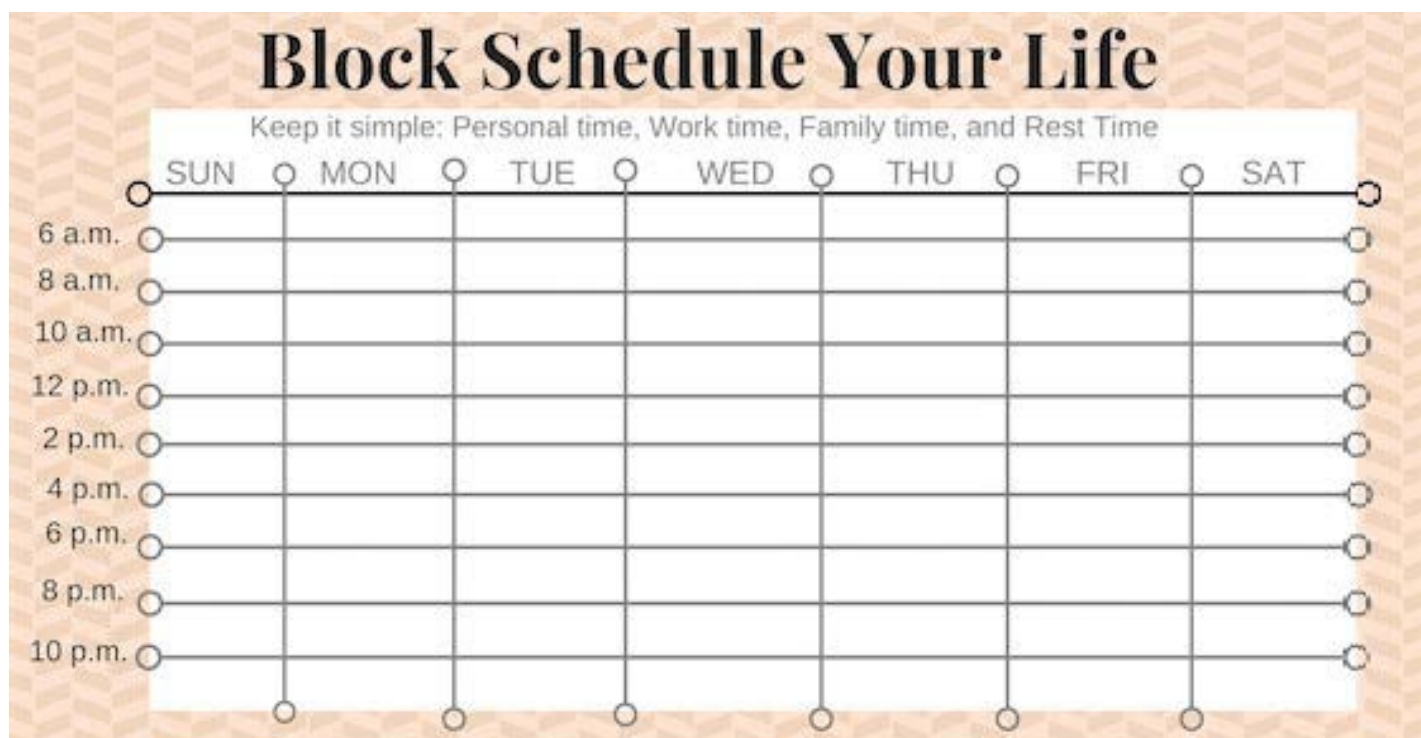 Block Schedule Your Life
Keep it simple: Personal time, Work time, Family time, and Rest Time
SUN MON TUE WED THU FRI SAT
6 a.m.
8 a.m.
10 a.m.
12 p.m.
2 p.m.
4 p.m.
6 p.m.
8 p.m.
10 p.m.